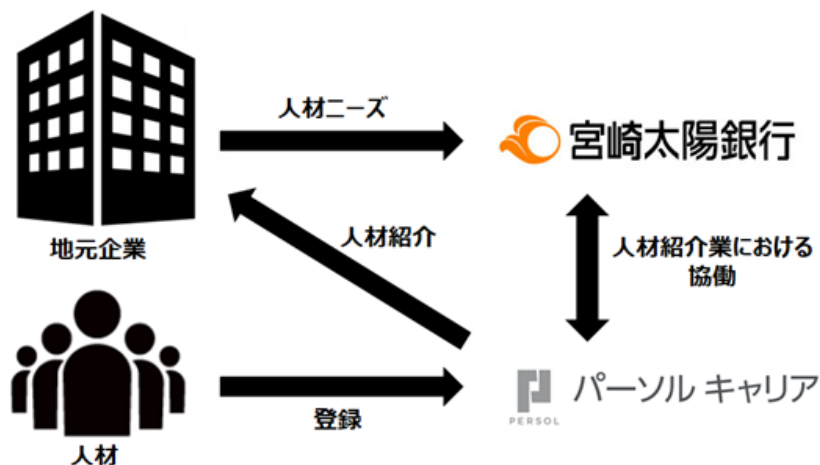 人材ニーズ
宮崎太陽銀行
地元企業
人材紹介
人材紹介業における
協働
パーソル キャリア
PERSOL
登録
人材